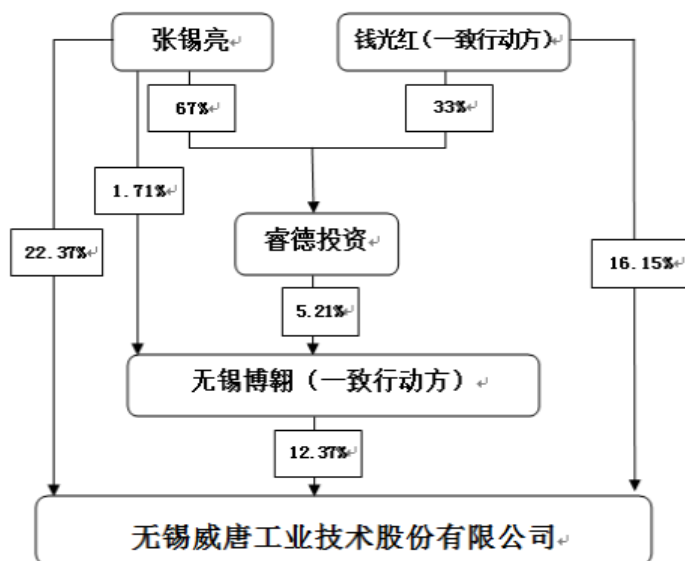 张锡亮
钱光红(一致行动方)
67%
33%
1.71%
睿德投资
22.37%
16.15%
5.21%
无锡博翱（一致行动方）
12.37%
无锡威唐工业技术股份有限公司